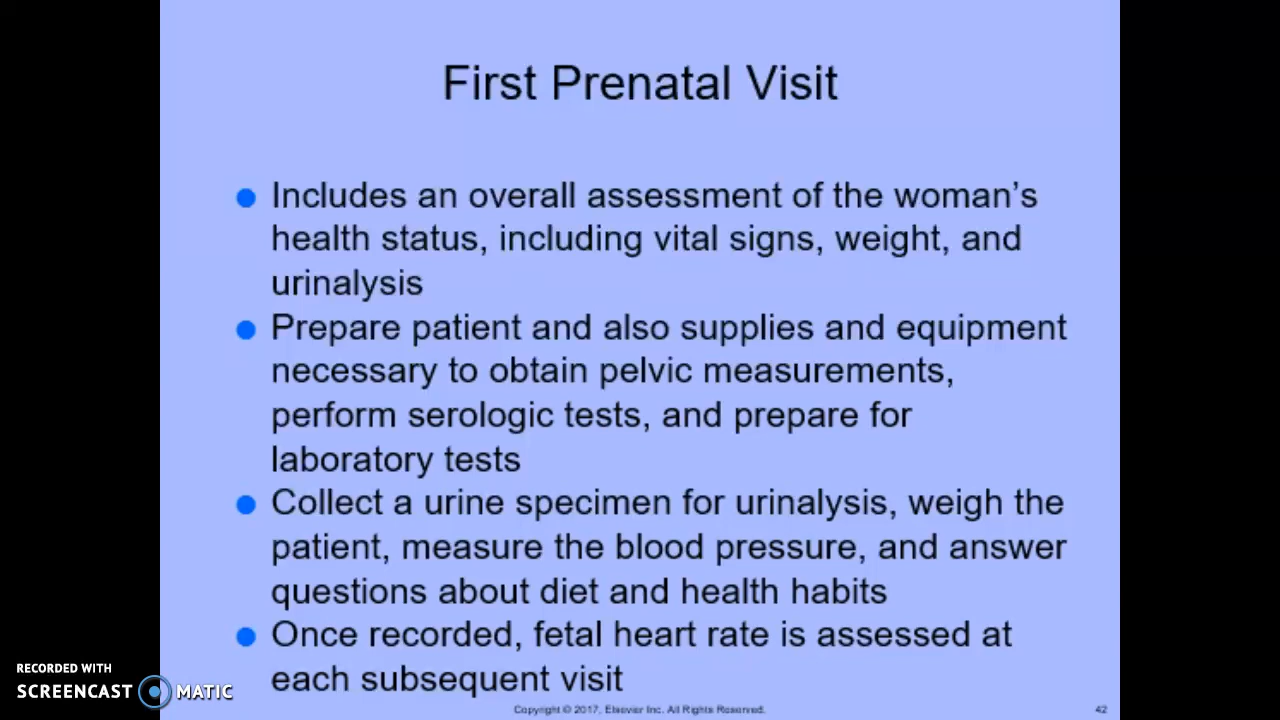 First Prenatal Visit
Includes an overall assessment of the woman's
health status, including vital signs, weight, and
urinalysis
Prepare patient and also supplies and equipment
necessary to obtain pelvic measurements,
perform serologic tests, and prepare for
laboratory tests
Collect a urine specimen for urinalysis, weigh the
patient, measure the blood pressure, and answer
questions about diet and health habits
Once recorded, fetal heart rate is assessed at
each subsequent visit
RECORDED WITH
SCREENCAST MATIC
Copyright © 2017, Elsevier Inc. All Rights Reserved.
42